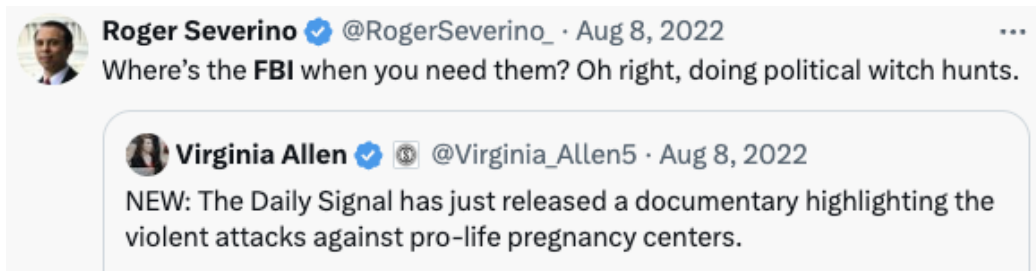 Roger Severino @RogerSeverino_ · Aug 8, 2022 ...
Where's the FBI when you need them? Oh right, doing political witch hunts.
Virginia Allen @Virginia_Allen5 · Aug 8, 2022
NEW: The Daily Signal has just released a documentary highlighting the
violent attacks against pro-life pregnancy centers.